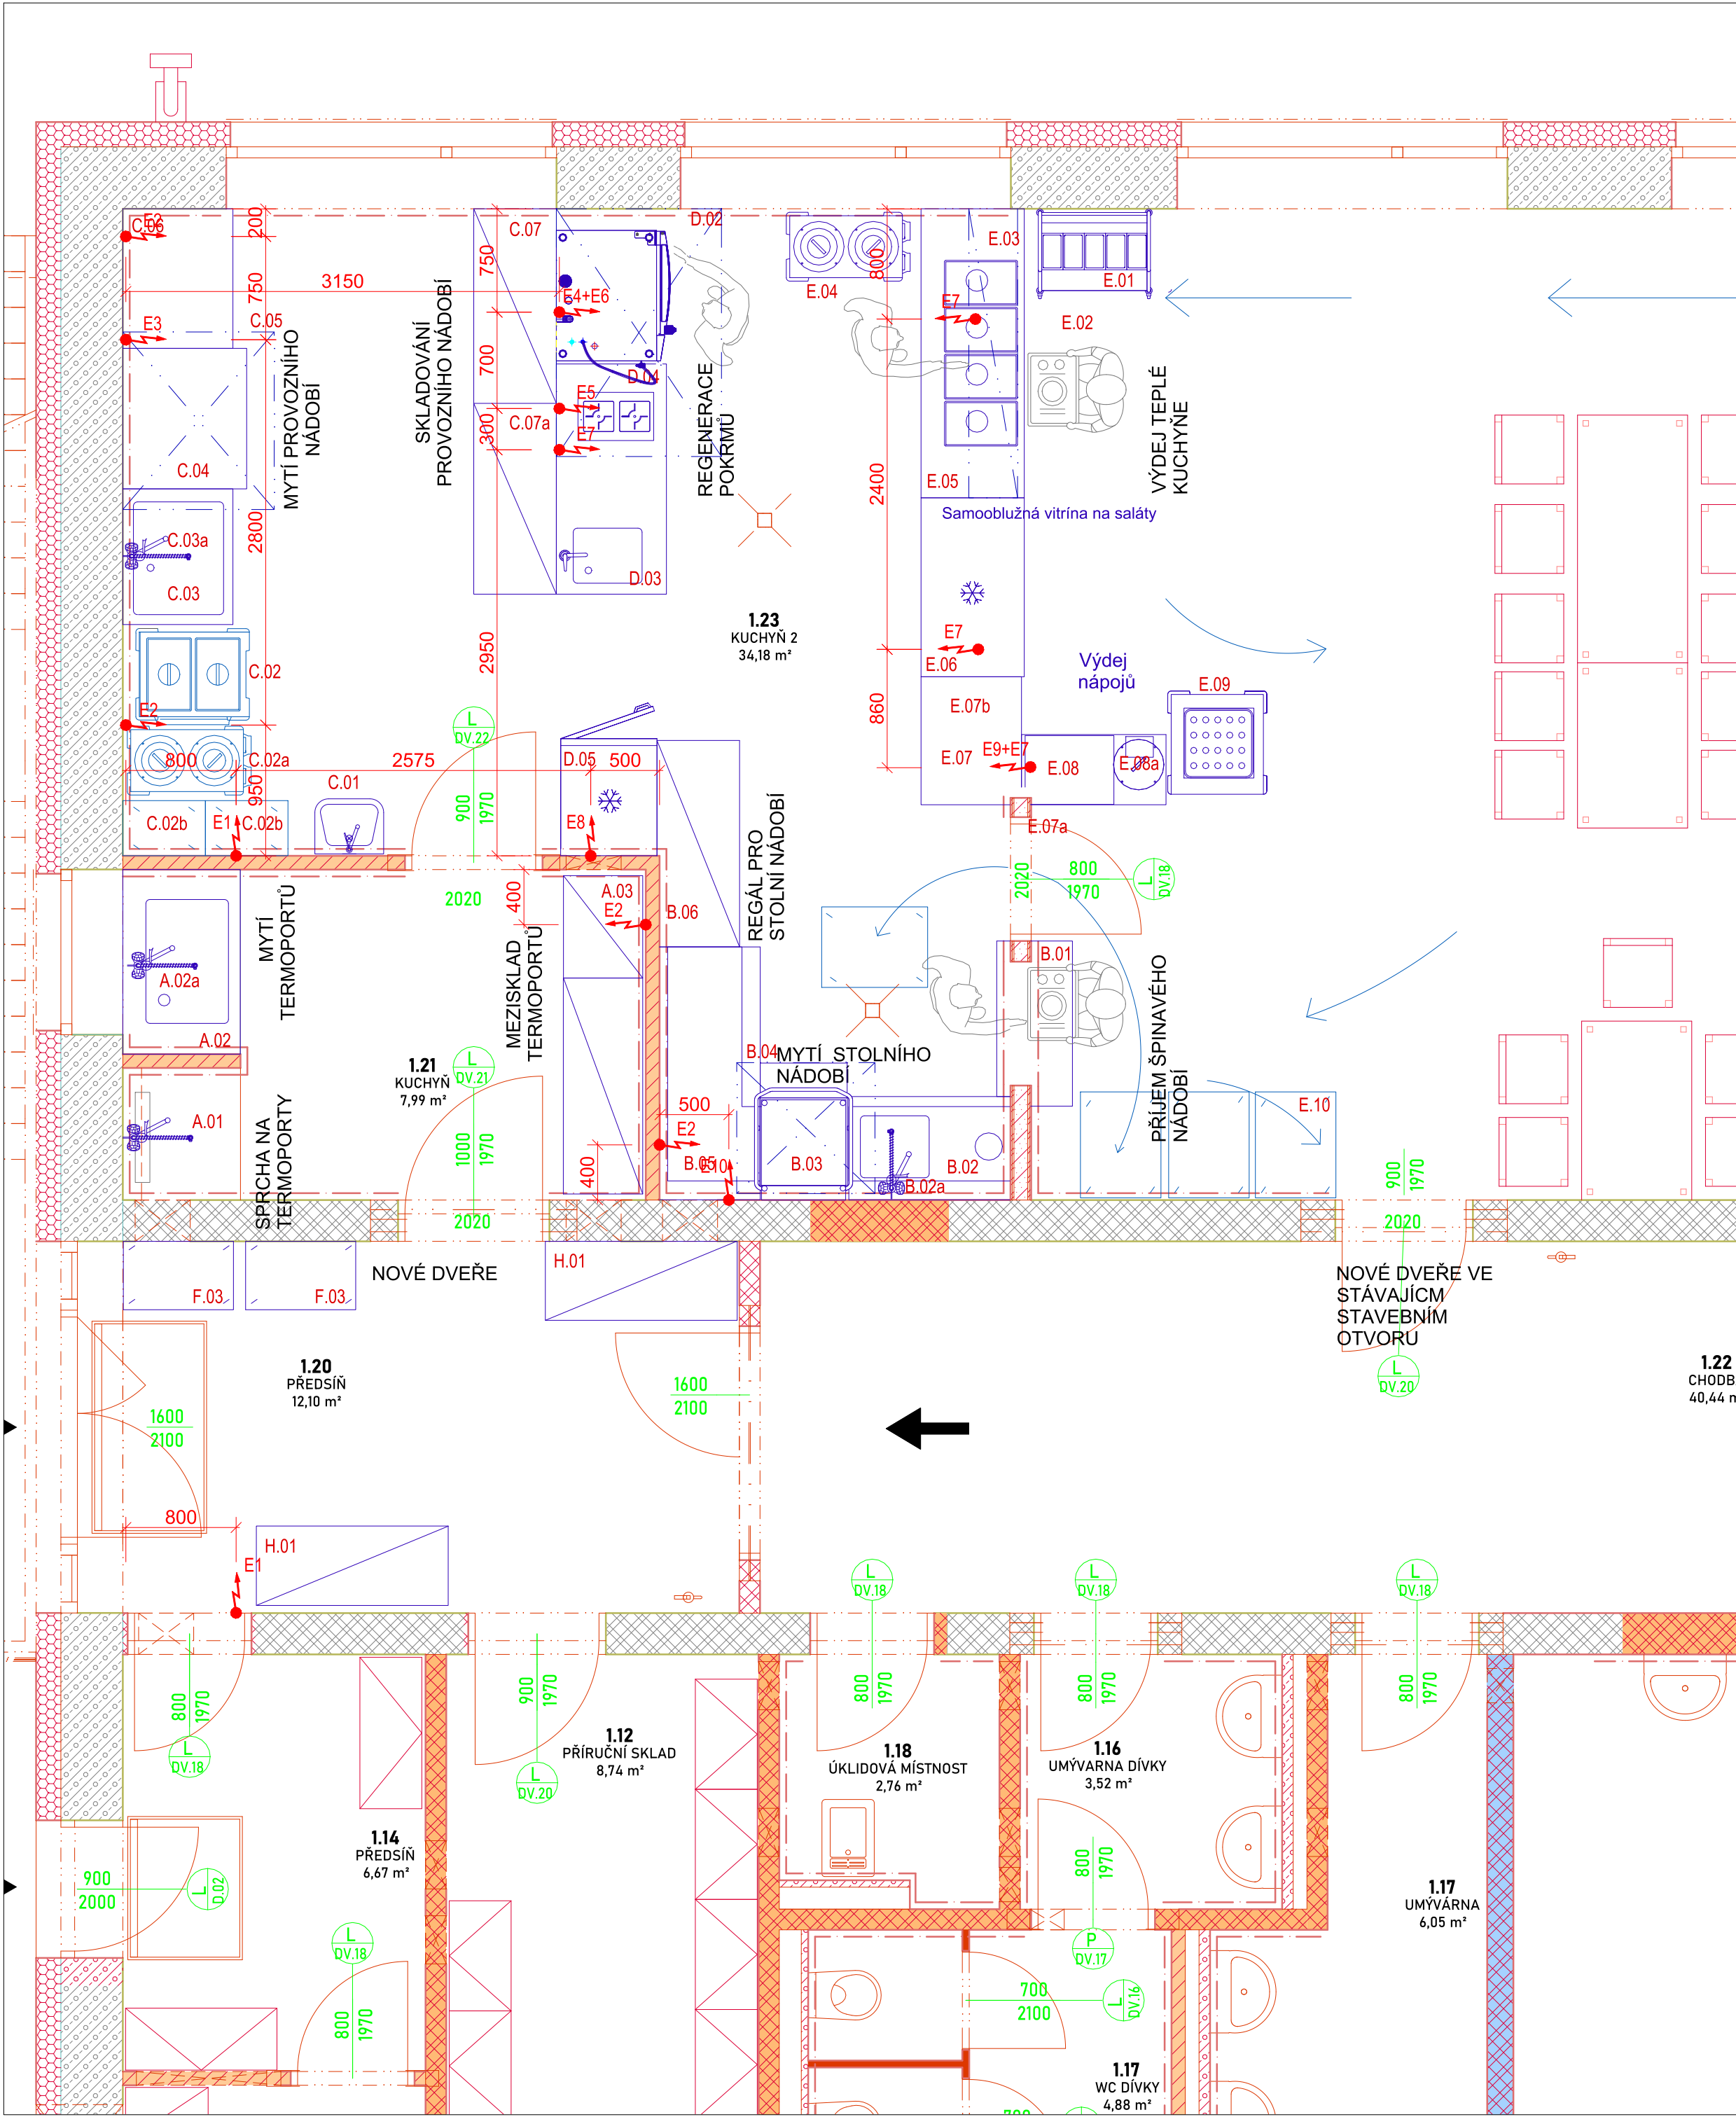 E2
C.06
200
750
3150
E3
C.05
MYTÍ PROVOZNÍHO
NÁDOBÍ
C.04
2800
C.03a
C.03
C.02
E2
C.02a
800
950
C.02b
E1
C.02b
C.01
2575
SKLADOVÁNÍ
PROVOZNÍHO NÁDOBÍ
C.07
750
700
300
C.07a
2950
D.02
E4+E6
D.04
E5
E7
D.03
REGENERACE
POKRMŮ
E.04
800
E.03
E.01
E7
E.02
VÝDEJ TEPLÉ
KUCHYŇE
E.05
2400
Samooblužná vitrína na saláty
1.23
KUCHYŇ 2
34,18 m²
E7
E.06
860
E.07b
Výdej
nápojů
E.09
E.07
E9+E7
E.08
E.08a
E.07a
L
DV.22
900
1970
2020
D.05
500
E8
REGÁL PRO
STOLNÍ NÁDOBÍ
2020
800
1970
L
DV.18
A.03
E2
400
B.06
MYTÍ
TERMOPORTŮ
A.02a
A.02
MEZISKLAD
TERMOPORTŮ
1.21
KUCHYŇ
7,99 m²
L
DV.21
1000
1970
2020
A.01
SPRCHA NA
TERMOPORTY
B.01
B.04
MYTÍ  STOLNÍHO
NÁDOBÍ
PŘÍJEM ŠPINAVÉHO
NÁDOBÍ
500
E2
400
B.05
E10
B.03
B.02
B.02a
E.10
900
1970
2020
F.03
F.03
NOVÉ DVEŘE
H.01
NOVÉ DVEŘE VE
STÁVAJÍCM
STAVEBNÍM
OTVORU
L
DV.20
1.20
PŘEDSÍŇ
12,10 m²
1600
2100
1600
2100
1.22
CHODB
40,44 m
800
E1
H.01
L
DV.18
L
DV.18
L
DV.18
800
1970
L
DV.18
900
1970
L
DV.20
800
1970
800
1970
800
1970
1.12
PŘÍRUČNÍ SKLAD
8,74 m²
1.18
ÚKLIDOVÁ MÍSTNOST
2,76 m²
1.16
UMÝVARNA DÍVKY
3,52 m²
1.14
PŘEDSÍŇ
6,67 m²
900
2000
L
D.02
800
1970
1.17
UMÝVÁRNA
6,05 m²
L
DV.18
800
1970
P
DV.17
700
2100
L
DV.16
1.17
WC DÍVKY
4,88 m²